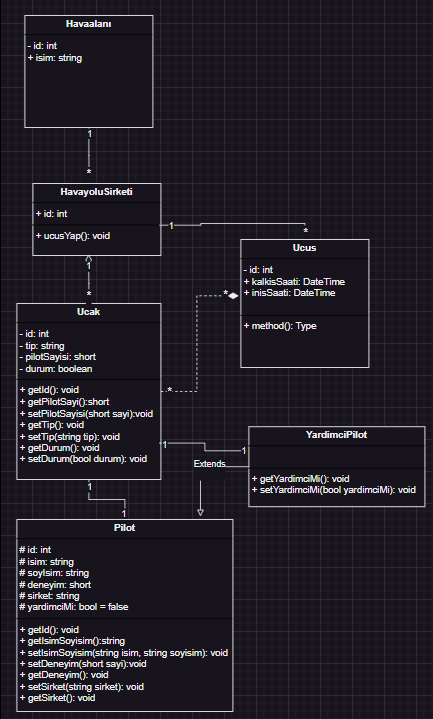 Havaalanı
- id: int
+ isim: string
1
*
HavayoluSirketi
+ id: int
+ ucusYap(): void
1
*
Ucus
- id: int
+ kalkisSaati: DateTime
+ inisSaati: DateTime
+ method(): Type
1
*
*
Ucak
- id: int
- tip: string
- pilotSayisi: short
- durum: boolean
+ getId(): void
+ getPilotSayi():short
+ setPilotSayisi(short sayi):void
+ getTip(): void
+ setTip(string tip): void
+ getDurum(): void
+ setDurum(bool durum): void
*
1
1
YardimciPilot
+ getYardimciMi(): void
+ setYardimciMi(bool yardimciMi): void
Extends
1
1
Pilot
# id: int
# isim: string
# soyIsim: string
# deneyim: short
# sirket: string
# yardimciMi: bool = false
+ getId(): void
+ getIsimSoyisim():string
+ setIsimSoyisim(string isim, string soyisim): void
+ setDeneyim(short sayi):void
+ getDeneyim(): void
+ setSirket(string sirket): void
+ getSirket(): void